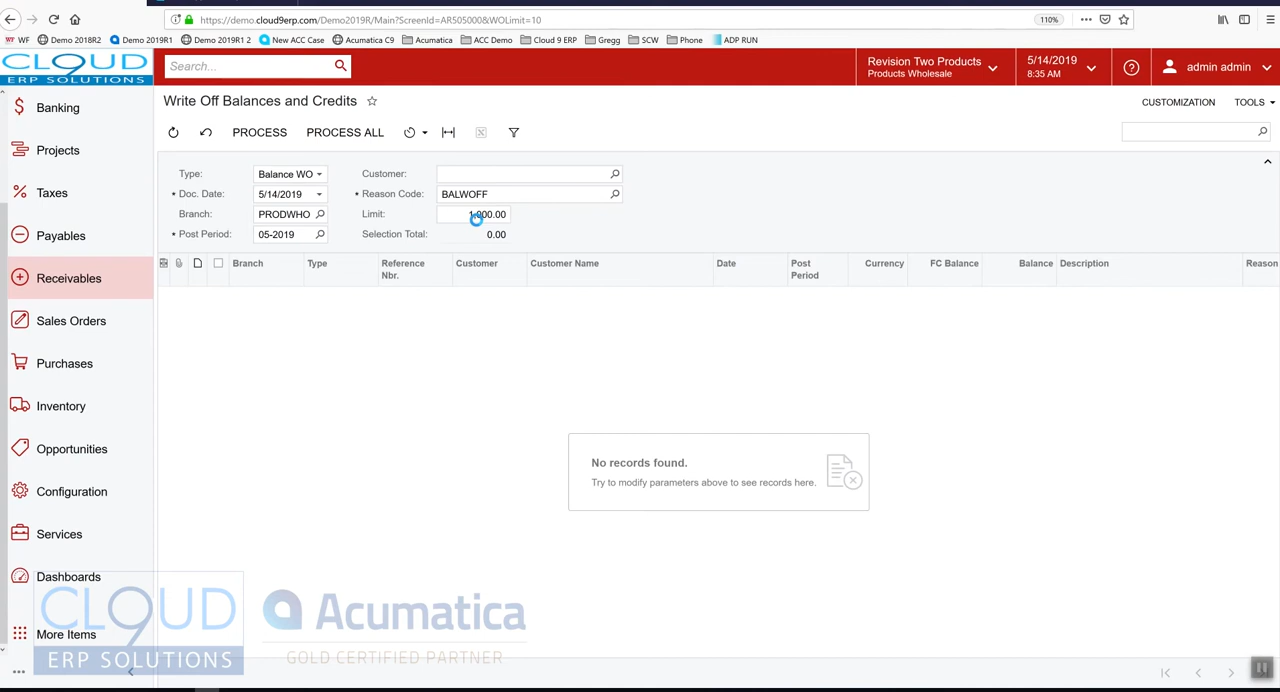 https://demo.cloud9erp.com/Demo2019R/Main?ScreenId=AR505000&WOLimit=10
110%
WF
Demo 2018R2
Demo 2019R1
Demo 2019R1 2
New ACC Case
Acumatica C9
Acumatica
ACC Demo
Cloud 9 ERP
Gregg
SCW
Phone
ADP RUN
CLOUD
ERP SOLUTIONS
Search...
Revision Two Products
Products Wholesale
5/14/2019
8:35 AM
admin admin
Banking
Projects
Taxes
Payables
Receivables
Sales Orders
Purchases
Inventory
Opportunities
Configuration
Services
Dashboards
More Items
Write Off Balances and Credits
CUSTOMIZATION
TOOLS
PROCESS
PROCESS ALL
Type:
Balance WO
Customer:
Doc. Date:
5/14/2019
Reason Code:
BALWOFF
Branch:
PRODWHO
Limit:
1,000.00
Post Period:
05-2019
Selection Total:
0.00
Branch
Type
Reference
Nbr.
Customer
Customer Name
Date
Post
Period
Currency
FC Balance
Balance
Description
Reason
No records found.
Try to modify parameters above to see records here.
CLOUD
ERP SOLUTIONS
Acumatica
GOLD CERTIFIED PARTNER